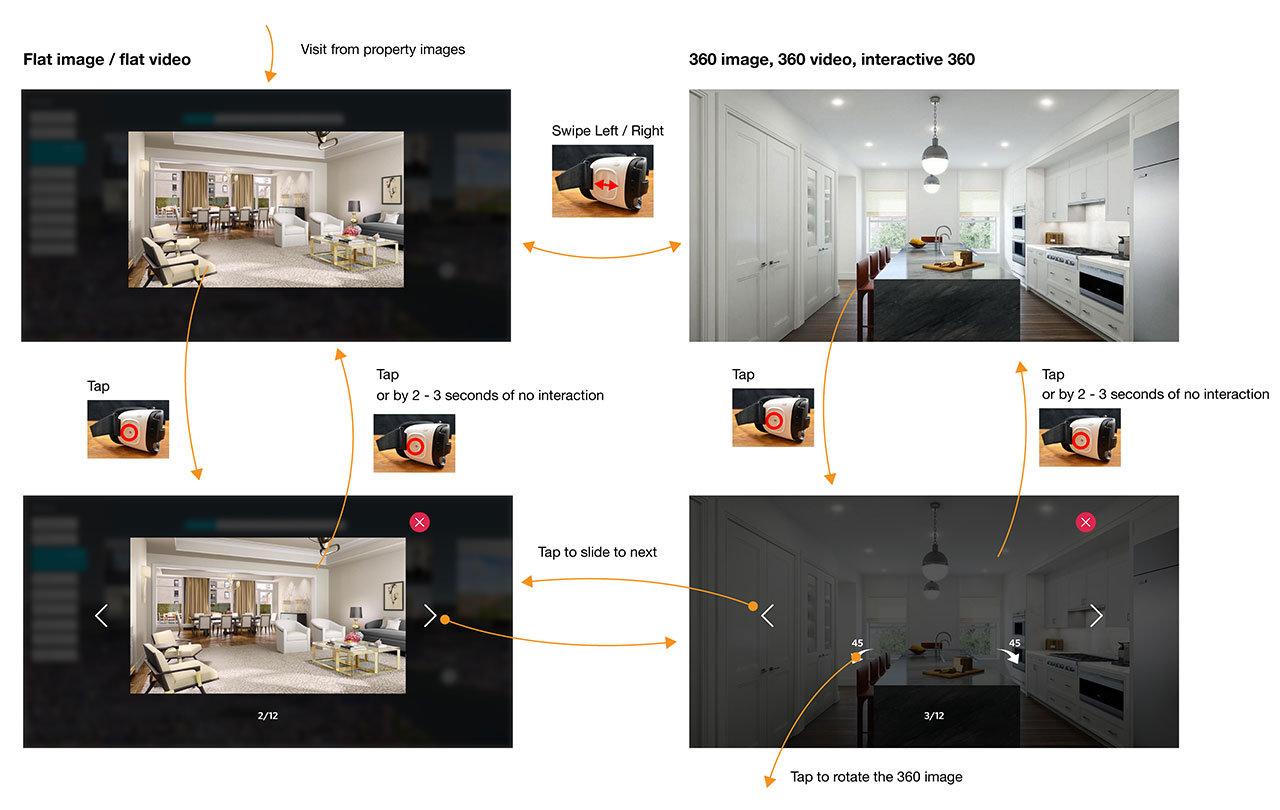 Visit from property images
Flat image / flat video
360 image, 360 video, interactive 360
Swipe Left / Right
Tap
Tap
or by 2 - 3 seconds of no interaction
Tap
Tap
or by 2 - 3 seconds of no interaction
Tap to slide to next
45
45
2/12
3/12
Tap to rotate the 360 image